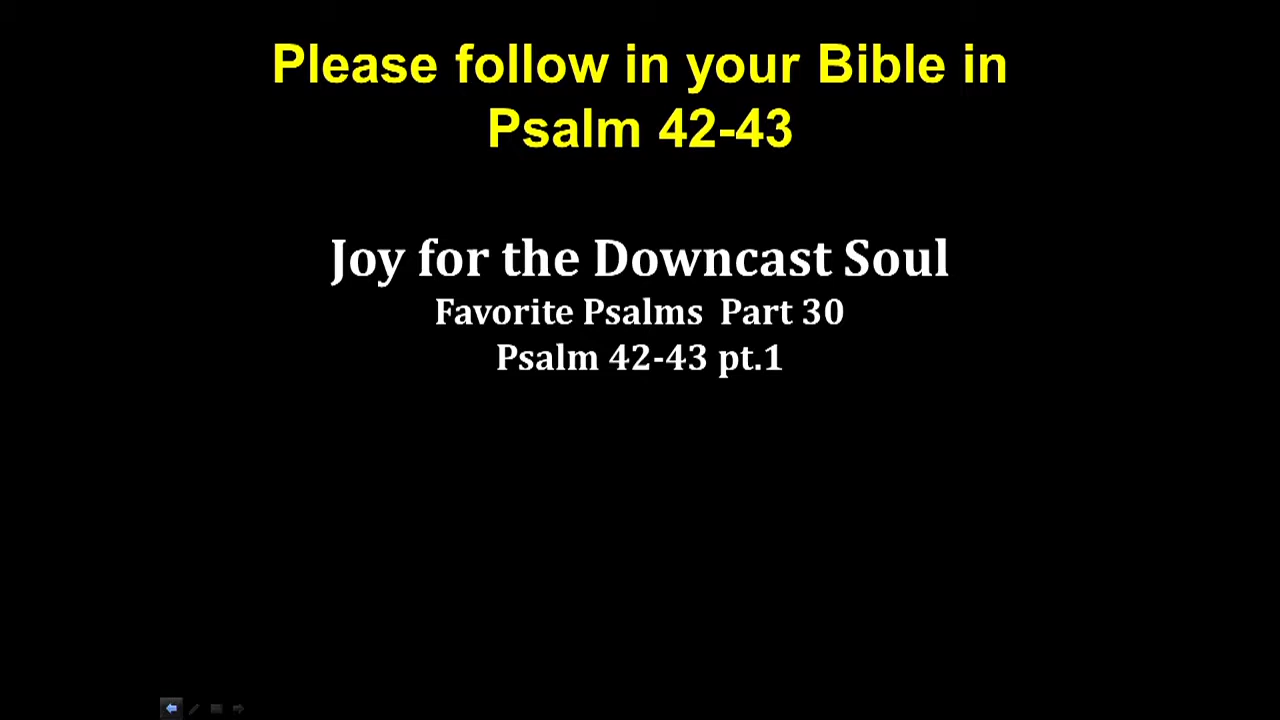 Please follow in your Bible in
Psalm 42-43
Joy for the Downcast Soul
Favorite Psalms  Part 30
Psalm 42-43 pt.1